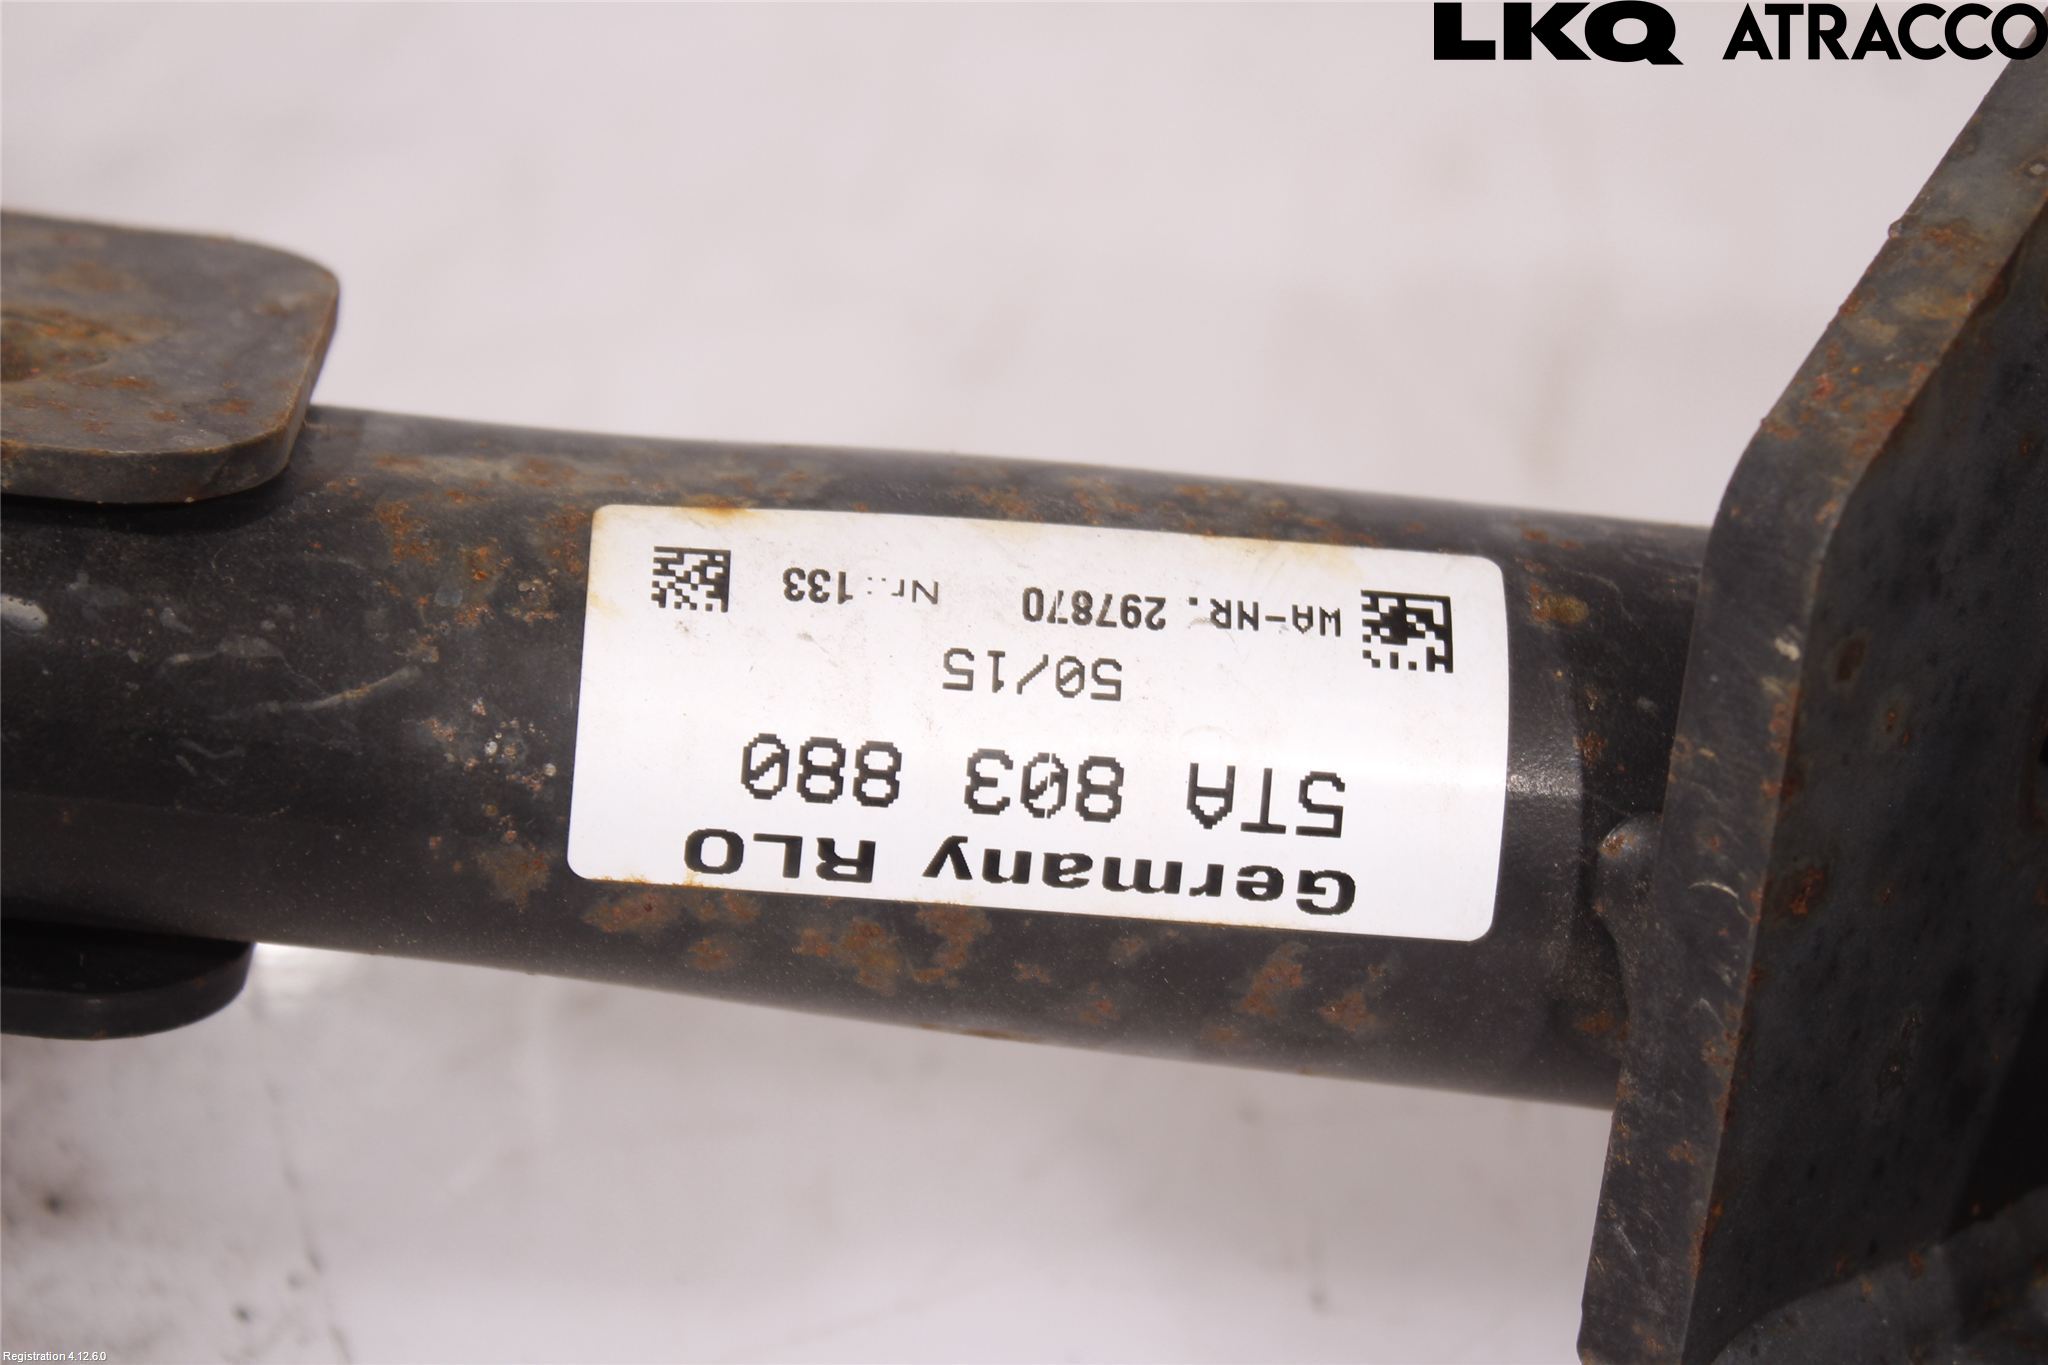 LKQ ATRACCO
Germany RLO
5TA 803 880
50/15
WA-NR. 297870 Nr.:133
Registration 4.12.6.0